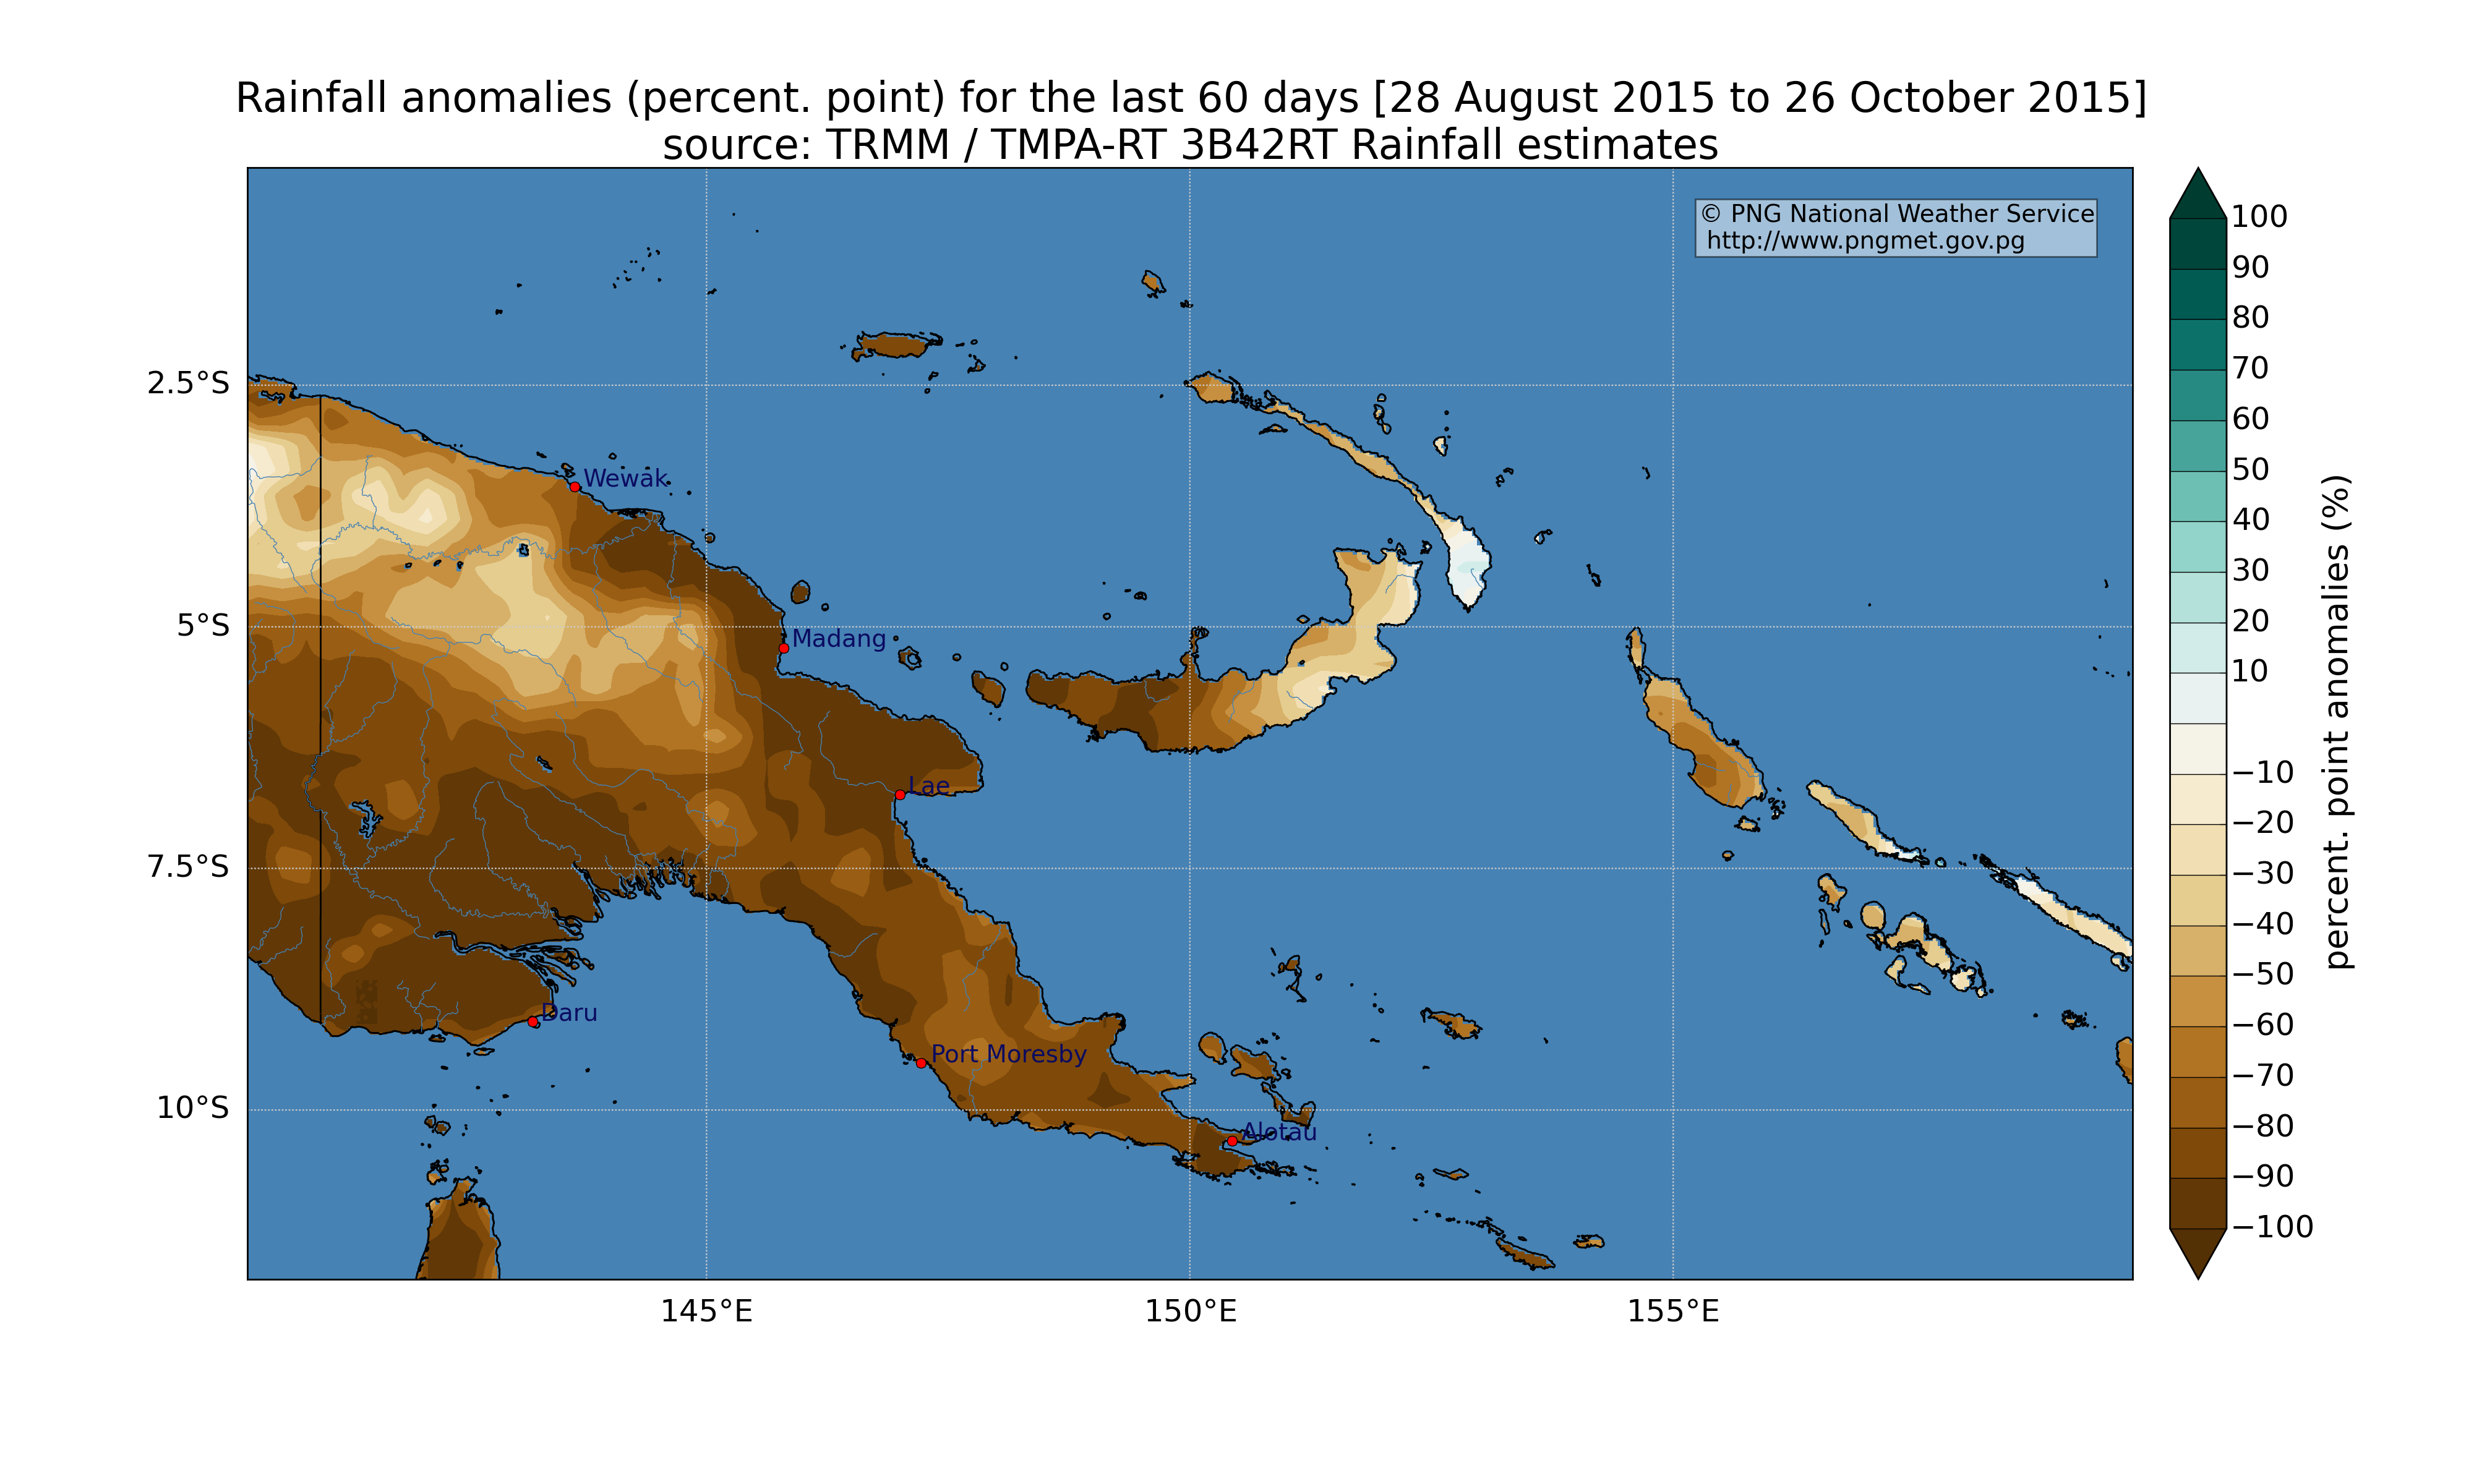 Rainfall anomalies (percent. point) for the last 60 days [28 August 2015 to 26 October 2015]
source: TRMM / TMPA-RT 3B42RT Rainfall estimates
© PNG National Weather Service
http://www.pngmet.gov.pg
2.5°S
5°S
7.5°S
10°S
Wewak
Madang
Lae
Daru
Port Moresby
Alotau
145°E
150°E
155°E
100
90
80
70
60
50
40
30
20
10
−10
−20
−30
−40
−50
−60
−70
−80
−90
−100
percent. point anomalies (%)